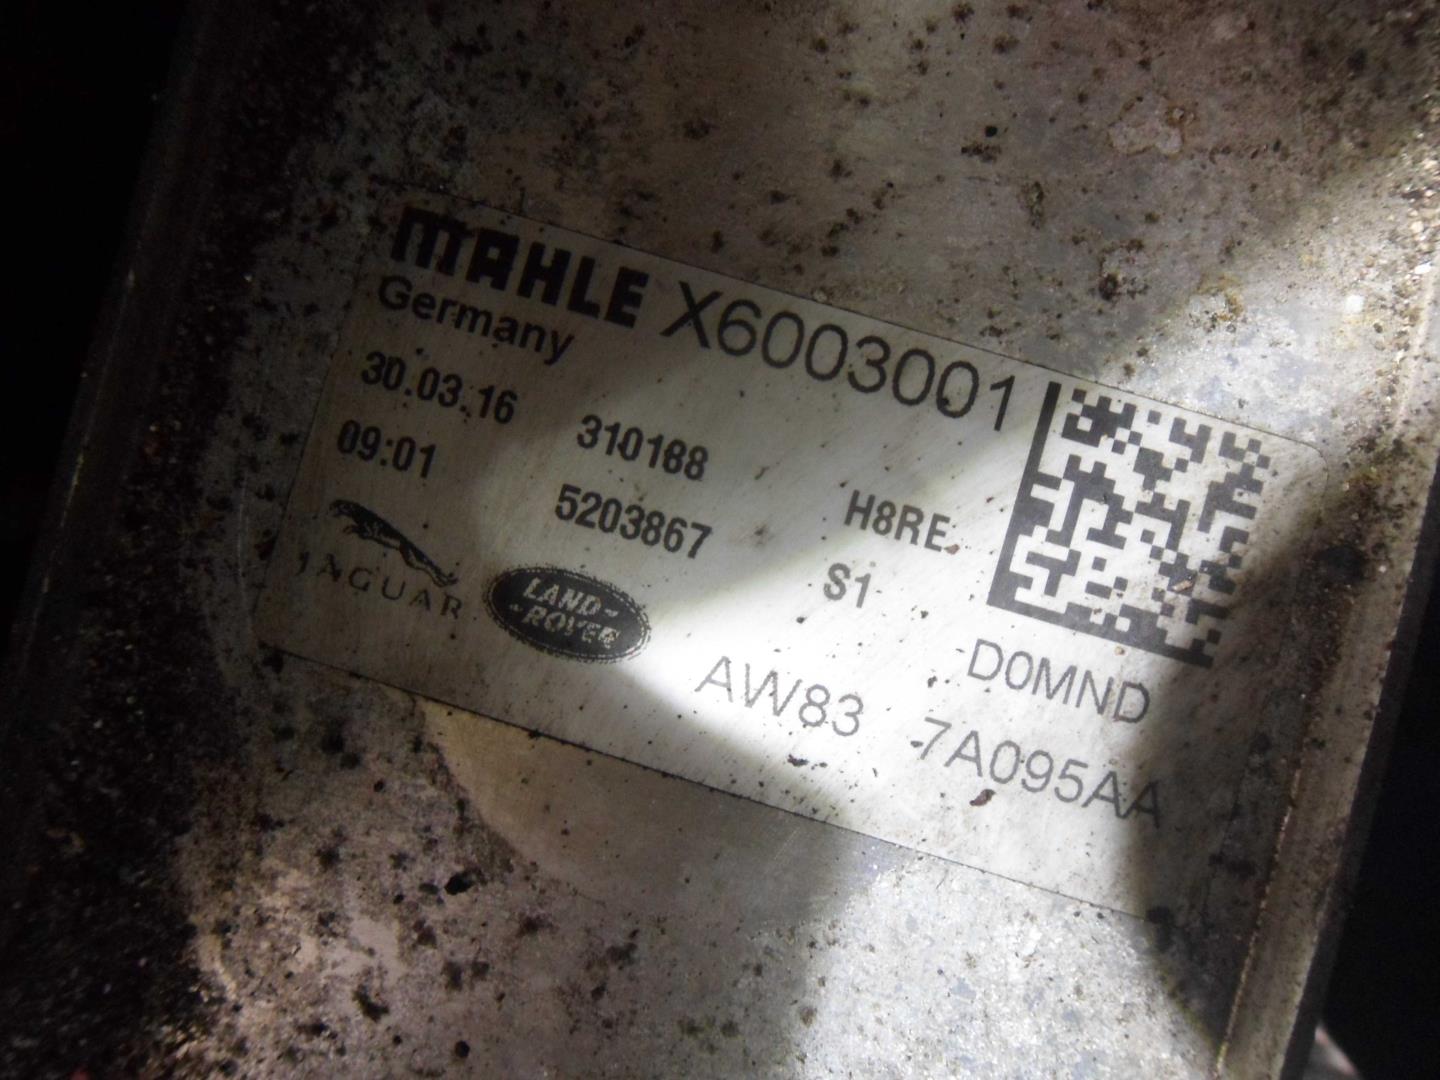 MAHLE X6003001
Germany
30.03.16 310188 H8RE
09:01 5203867 S1
JAGUAR LAND-ROVER D0MND
AW83 7A095AA